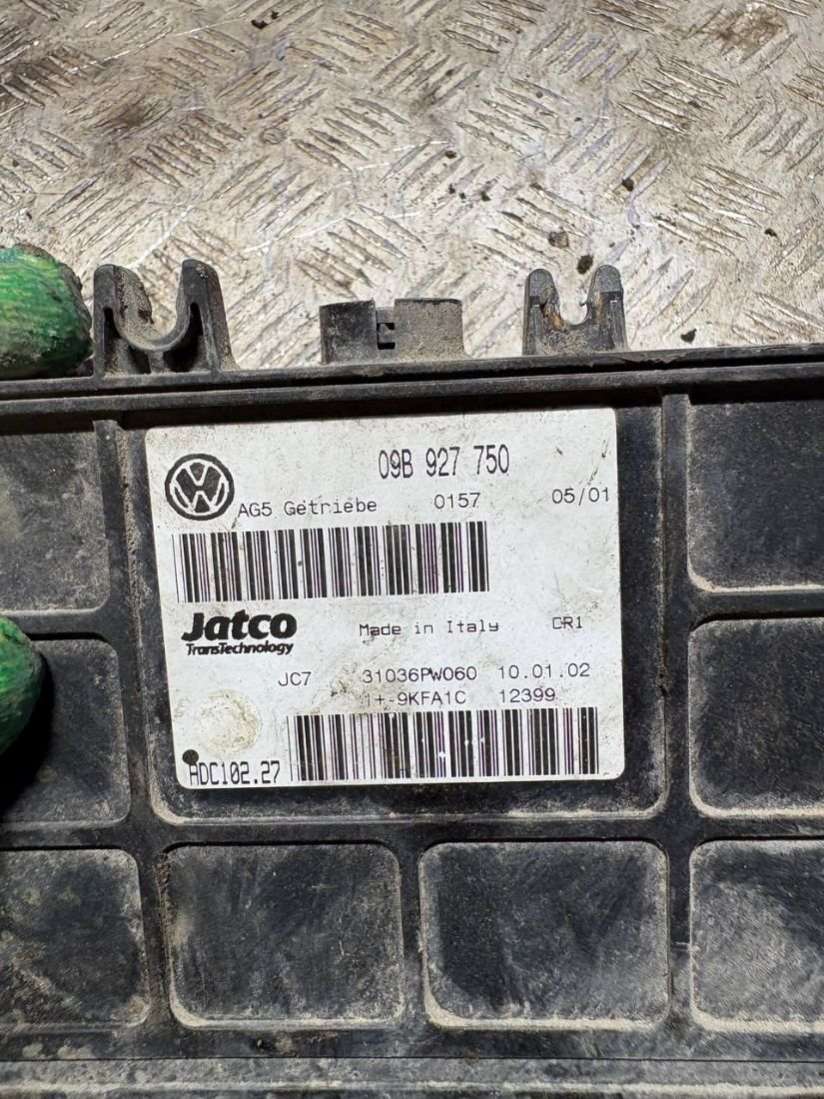 09B 927 750
VW
AG5 Getriebe 0157 05/01
Jatco
TransTechnology
Made in Italy CR1
JC7 31036PW060 10.01.02
1+-9KFA1C 12399
ADC102.27